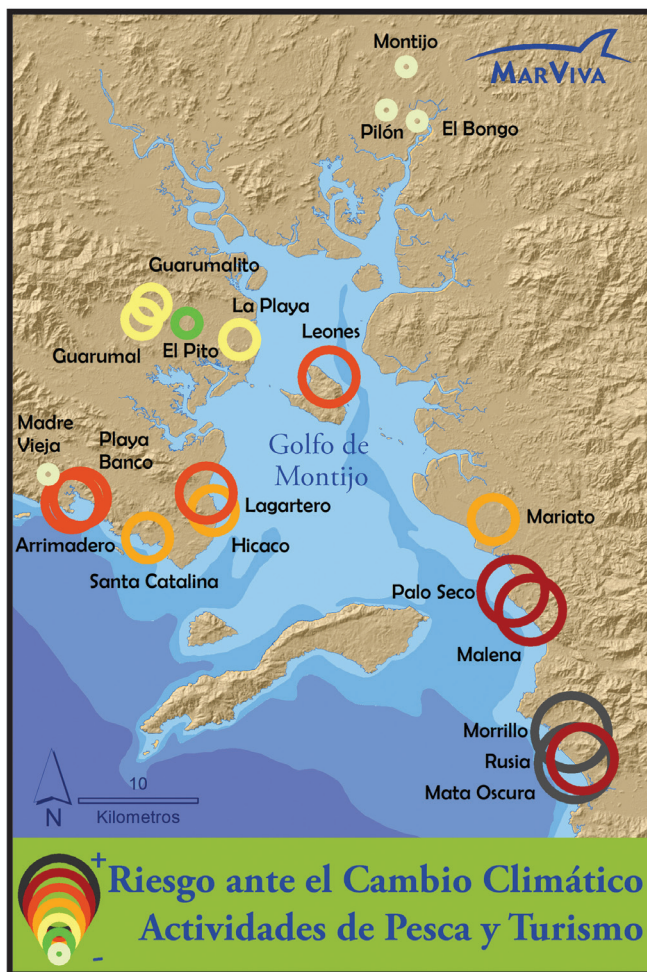 Montijo
MARVIVA
Pilón
El Bongo
Guarumalito
La Playa
Leones
Guarumal
El Pito
Madre
Vieja
Playa
Banco
Golfo de
Montijo
Lagartero
Mariato
Arrimadero
Hicaco
Santa Catalina
Palo Seco
Malena
Morrillo
Rusia
Mata Oscura
10
N
Kilometros
+
-
Riesgo ante el Cambio Climático
Actividades de Pesca y Turismo